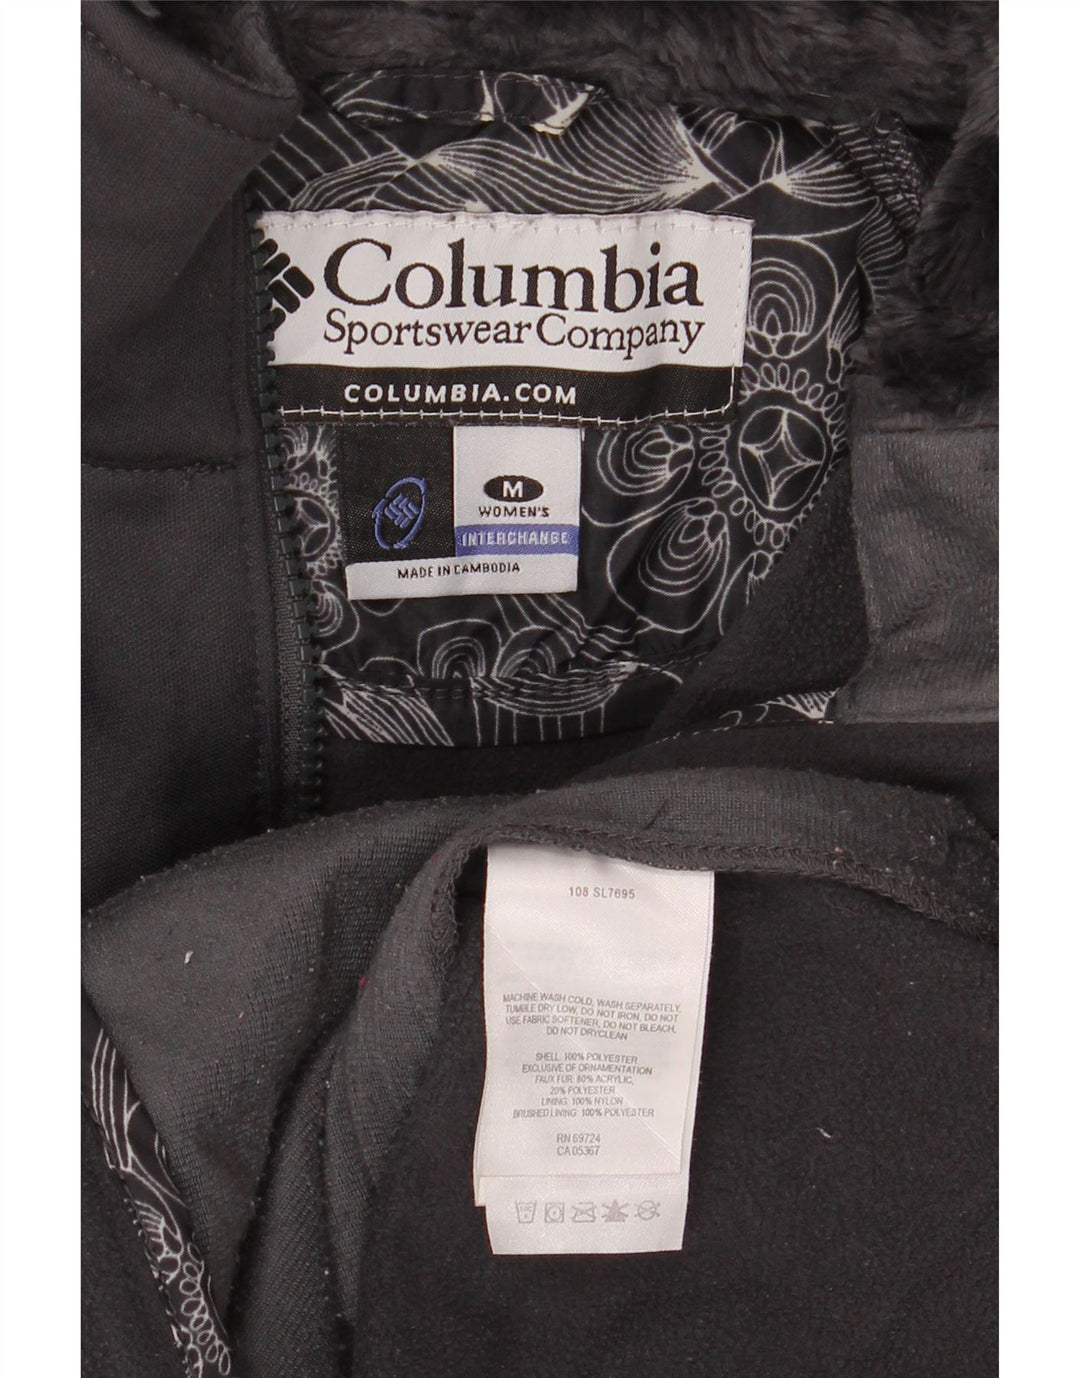 Columbia
Sportswear Company
COLUMBIA.COM
M
WOMEN'S
INTERCHANGE
MADE IN CAMBODIA
108 SL7695
MACHINE WASH COLD, WASH SEPARATELY,
TUMBLE DRY LOW, DO NOT IRON, DO NOT
USE FABRIC SOFTENER, DO NOT BLEACH,
DO NOT DRYCLEAN
SHELL: 100% POLYESTER
EXCLUSIVE OF ORNAMENTATION
FAUX FUR: 80% ACRYLIC,
20% POLYESTER
LINING: 100% NYLON
BRUSHED LINING: 100% POLYESTER
RN 69724
CA 05367